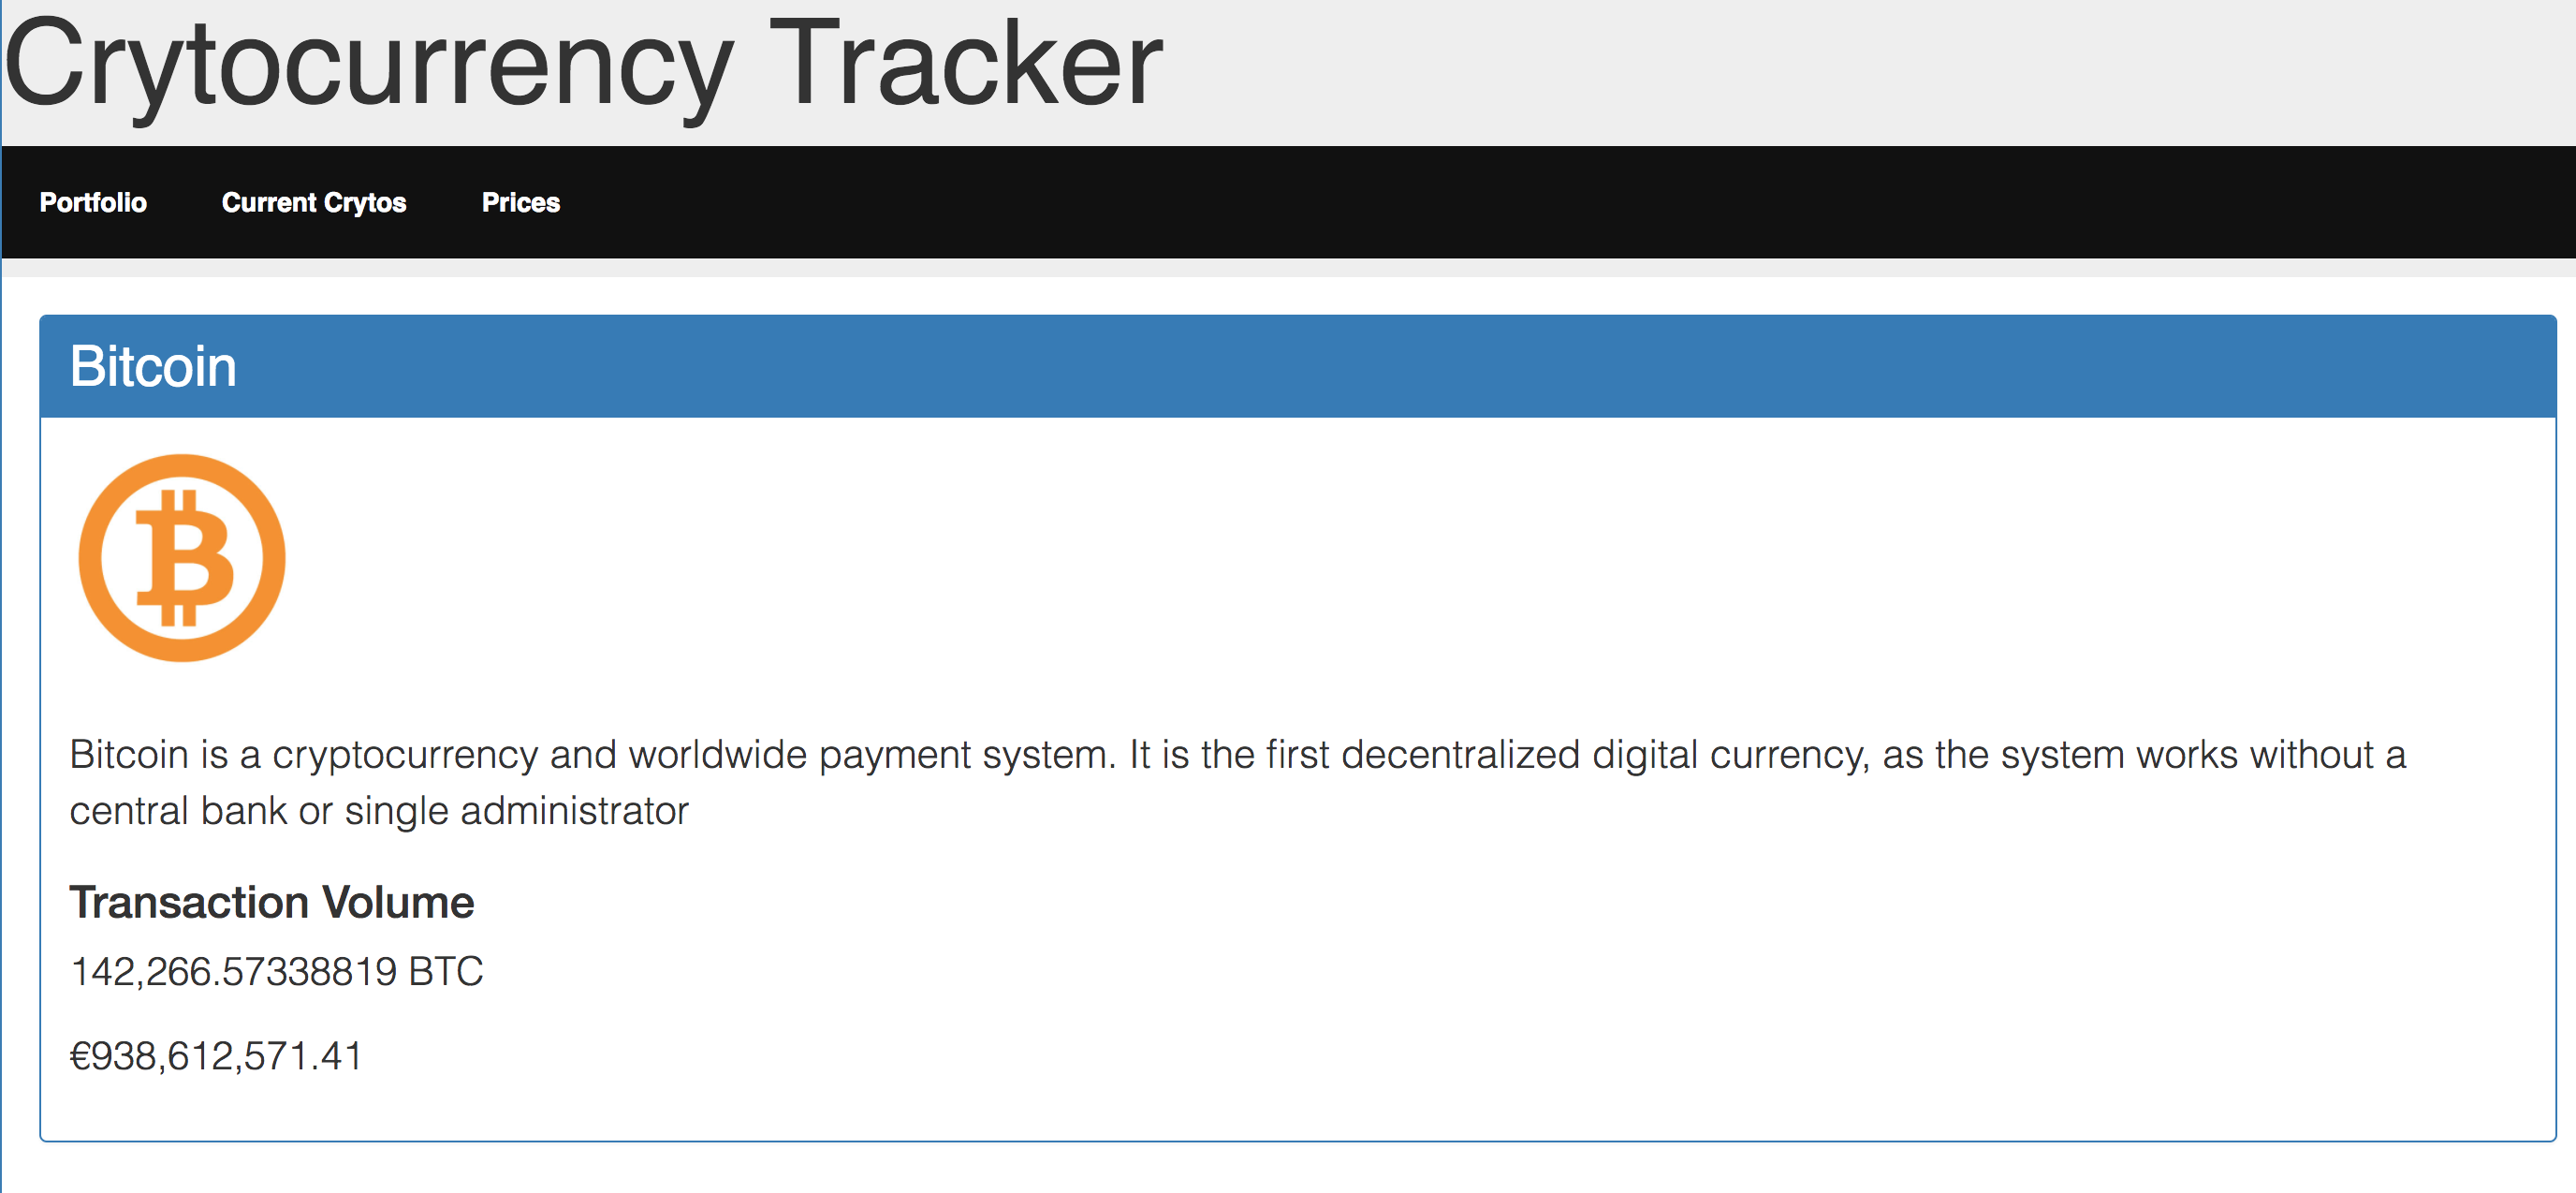 Crytocurrency Tracker
Portfolio Current Crytos Prices
Bitcoin
Bitcoin is a cryptocurrency and worldwide payment system. It is the first decentralized digital currency, as the system works without a
central bank or single administrator
Transaction Volume
142,266.57338819 BTC
€938,612,571.41